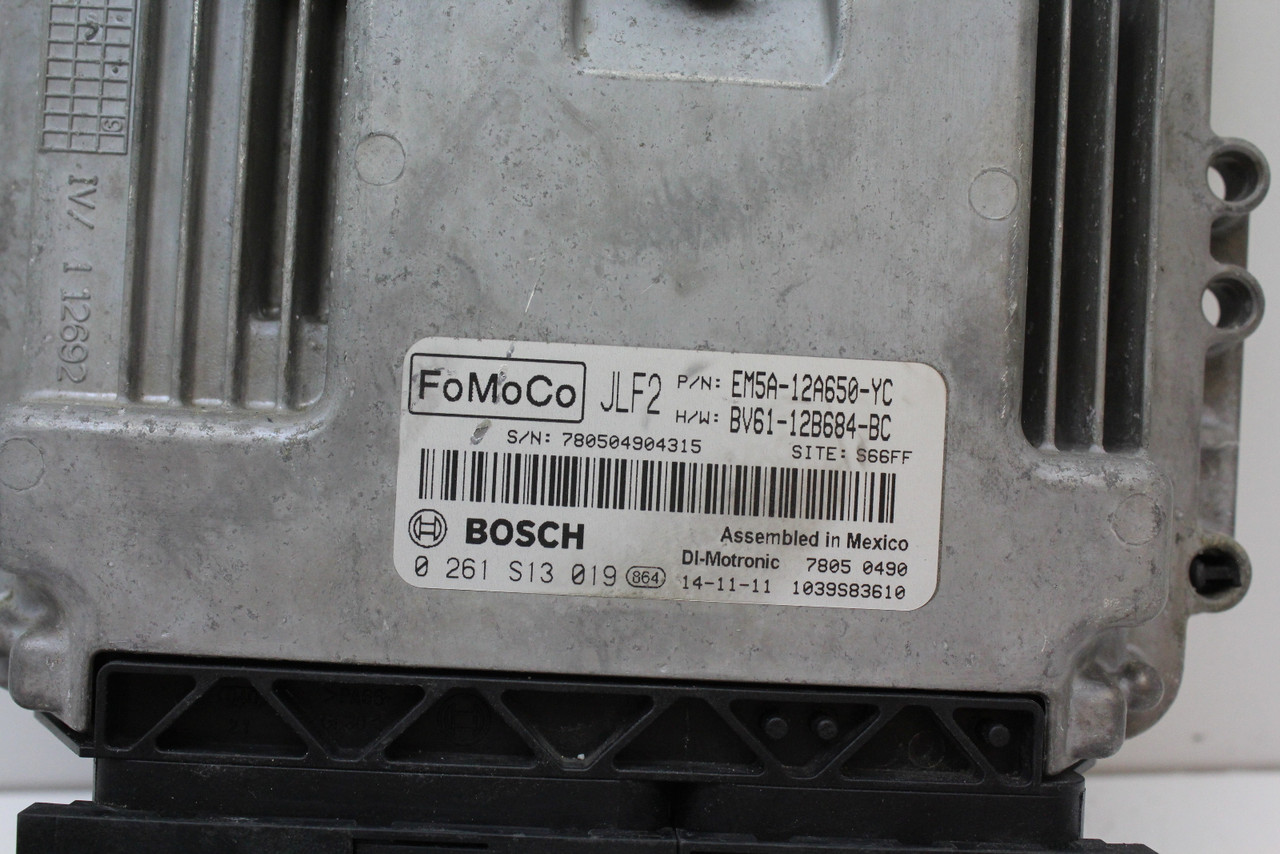 IV/ 1 12692
FoMoCo JLF2 P/N: EM5A-12A650-YC
H/W: BV61-12B684-BC
S/N: 780504904315 SITE: S66FF
BOSCH Assembled in Mexico
DI-Motronic 7805 0490
0 261 S13 019 864 14-11-11 1039S83610